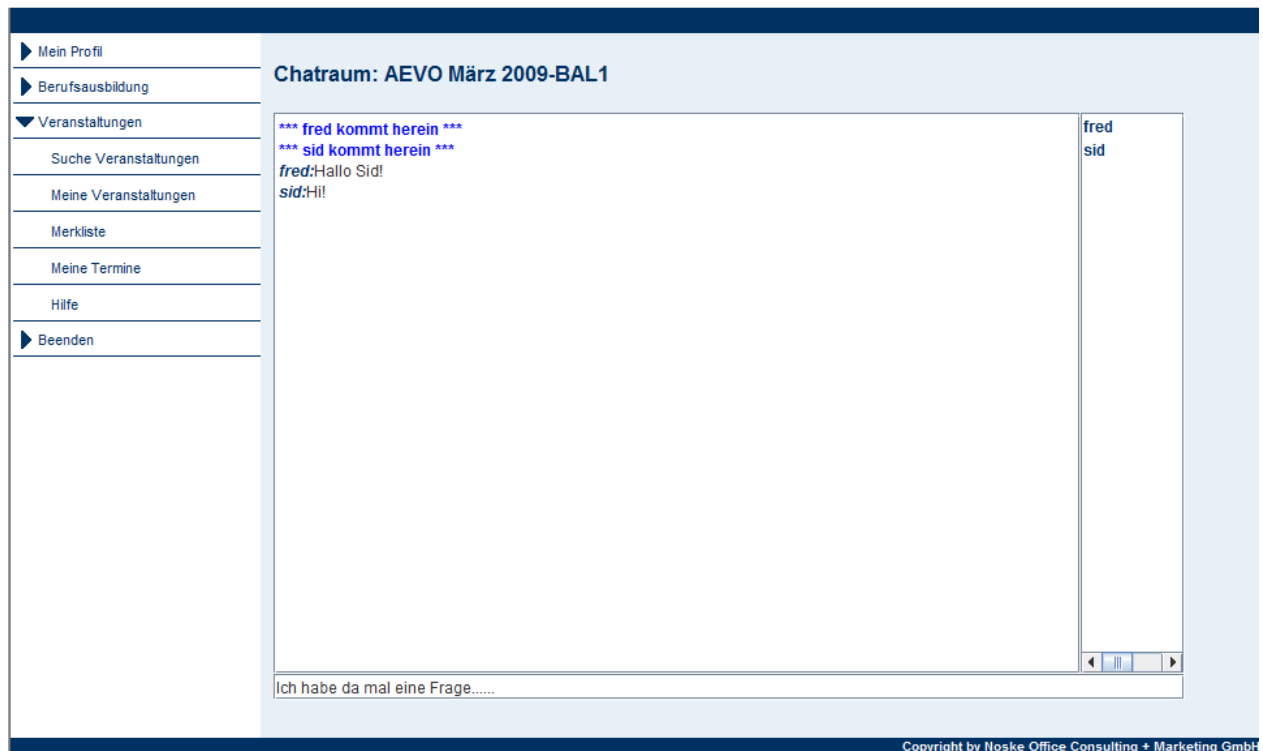 Mein Profil
Berufsausbildung
Veranstaltungen
Suche Veranstaltungen
Meine Veranstaltungen
Merkliste
Meine Termine
Hilfe
Beenden
Chatraum: AEVO März 2009-BAL1
*** fred kommt herein ***
*** sid kommt herein ***
fred:Hallo Sid!
sid:Hi!
fred
sid
Ich habe da mal eine Frage......
Copyright by Noske Office Consulting + Marketing GmbH